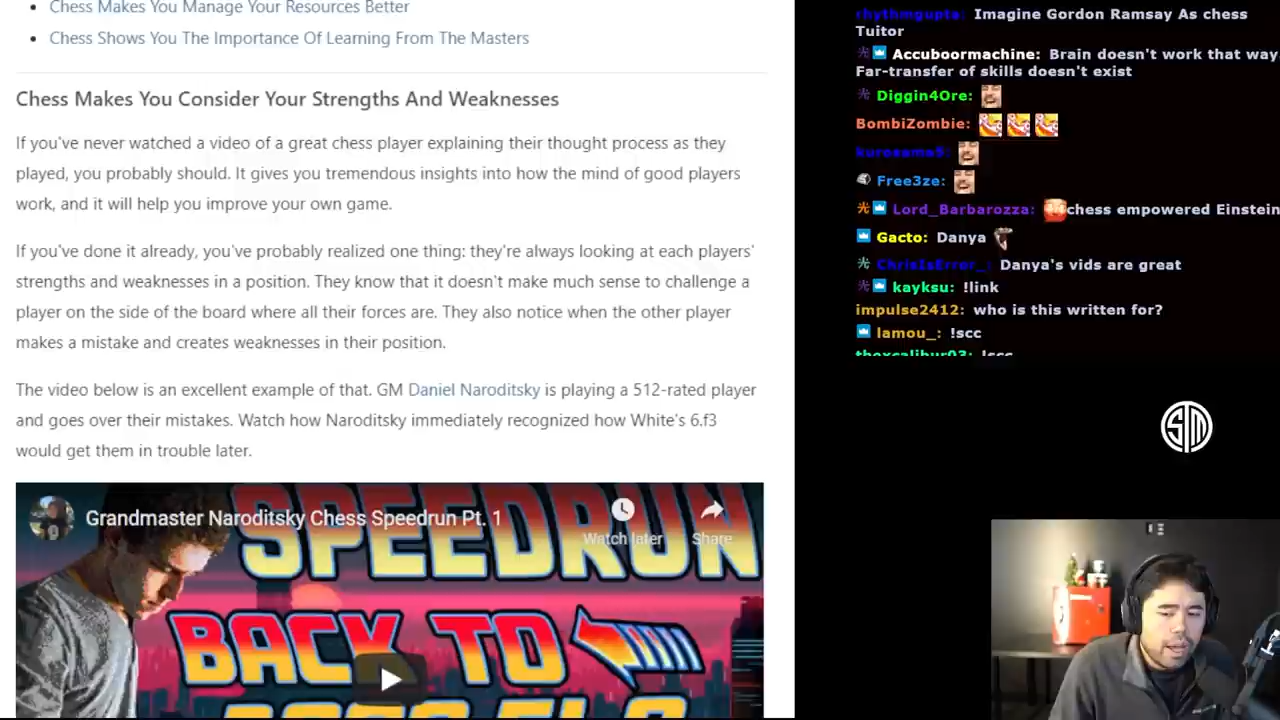 Chess Makes You Manage Your Resources Better
Chess Shows You The Importance Of Learning From The Masters
Chess Makes You Consider Your Strengths And Weaknesses
If you've never watched a video of a great chess player explaining their thought process as they
played, you probably should. It gives you tremendous insights into how the mind of good players
work, and it will help you improve your own game.
If you've done it already, you've probably realized one thing: they're always looking at each players'
strengths and weaknesses in a position. They know that it doesn't make much sense to challenge a
player on the side of the board where all their forces are. They also notice when the other player
makes a mistake and creates weaknesses in their position.
The video below is an excellent example of that. GM Daniel Naroditsky is playing a 512-rated player
and goes over their mistakes. Watch how Naroditsky immediately recognized how White's 6.f3
would get them in trouble later.
Grandmaster Naroditsky Chess Speedrun Pt. 1
Watch later
Share
SPEEDRUN
BACK TO
rhythmgupta: Imagine Gordon Ramsay As chess
Tuitor
Accuboormachine: Brain doesn't work that way
Far-transfer of skills doesn't exist
Diggin4Ore:
BombiZombie:
Free3ze:
Lord_Barbarozza: chess empowered Einstein
Gacto: Danya
ChrisIsError_: Danya's vids are great
kayksu: !link
impulse2412: who is this written for?
lamou_: !scc
thexcalibur03: !scc
TSM